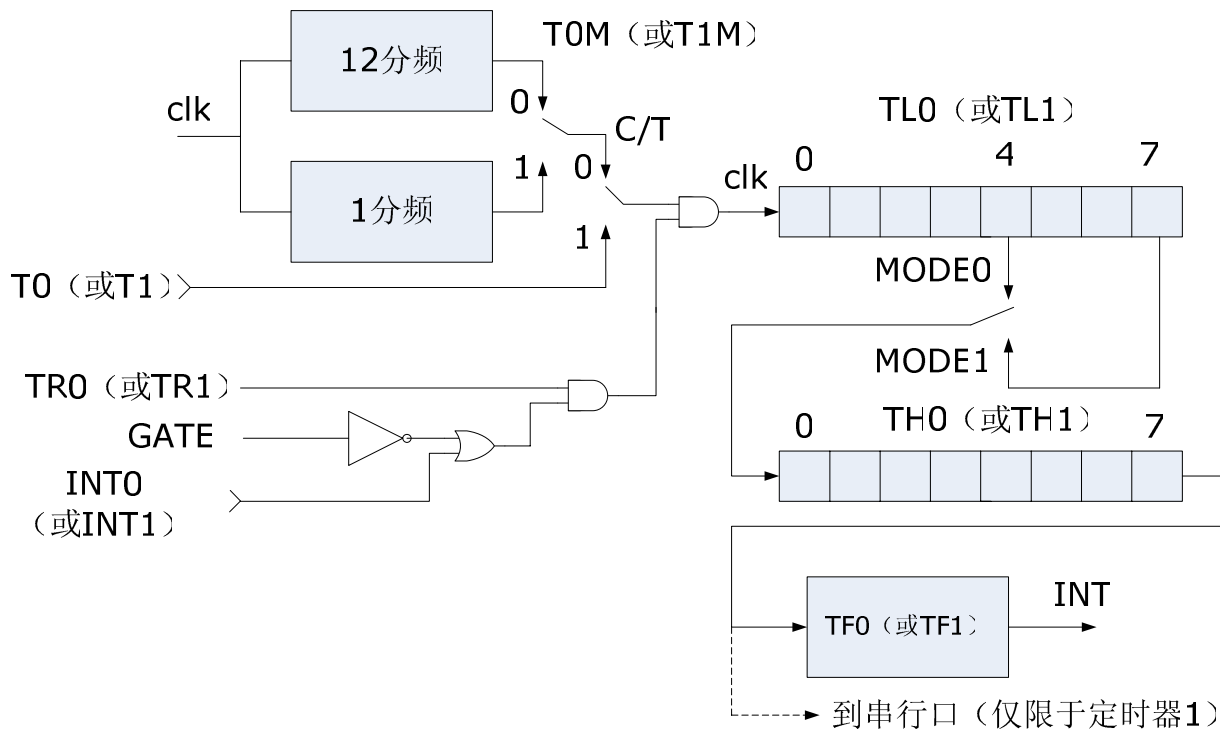 T0M（或T1M）
12分频
clk
0
C/T
1
0
1分频
1
T0（或T1）
clk
TL0（或TL1）
0 4 7
MODE0
MODE1
TR0（或TR1）
GATE
INT0
（或INT1）
TH0（或TH1）
0 7
TF0（或TF1）
INT
到串行口（仅限于定时器1）